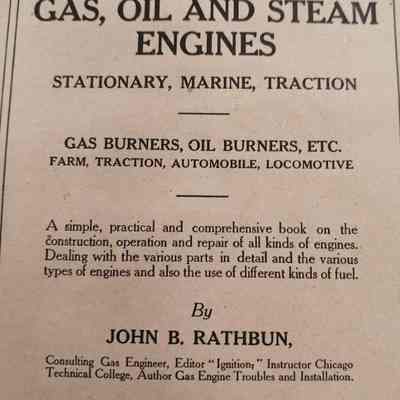 GAS, OIL AND STEAM
ENGINES
STATIONARY, MARINE, TRACTION
GAS BURNERS, OIL BURNERS, ETC.
FARM, TRACTION, AUTOMOBILE, LOCOMOTIVE
A simple, practical and comprehensive book on the
construction, operation and repair of all kinds of engines.
Dealing with the various parts in detail and the various
types of engines and also the use of different kinds of fuel.
By
JOHN B. RATHBUN,
Consulting Gas Engineer, Editor "Ignition," Instructor Chicago
Technical College, Author Gas Engine Troubles and Installation.